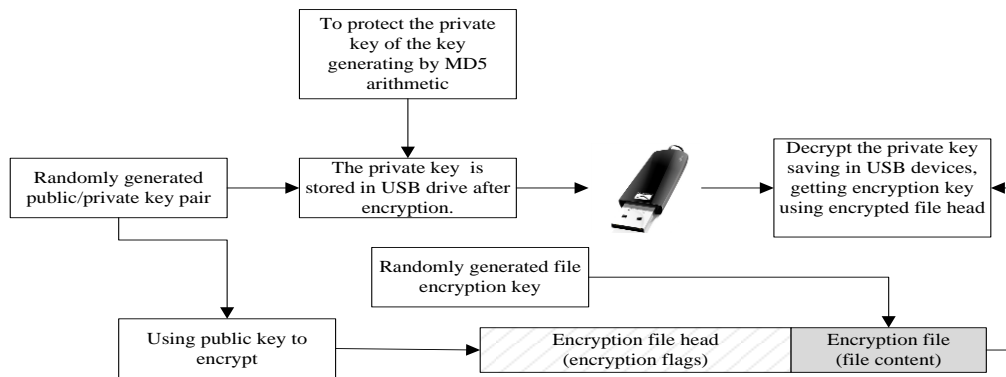 To protect the private
key of the key
generating by MD5
arithmetic
Randomly generated
public/private key pair
The private key is
stored in USB drive after
encryption.
Decrypt the private key
saving in USB devices,
getting encryption key
using encrypted file head
Randomly generated file
encryption key
Using public key to
encrypt
Encryption file head
(encryption flags)
Encryption file
(file content)